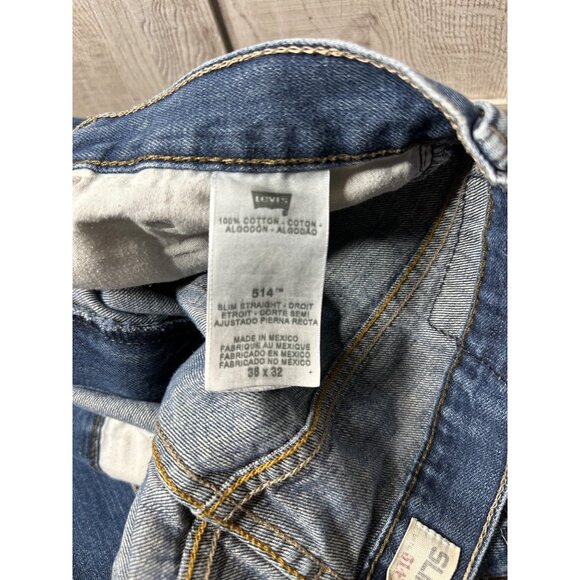 LEVI'S
100% COTTON - COTON -
ALGODON - ALGODÃO
514™
SLIM STRAIGHT - DROIT
ETROIT - CORTE SEMI
AJUSTADO PIERNA RECTA
MADE IN MEXICO
FABRIQUE AU MEXIQUE
FABRICADO EN MEXICO
FABRICADO NO MEXICO
38 x 32